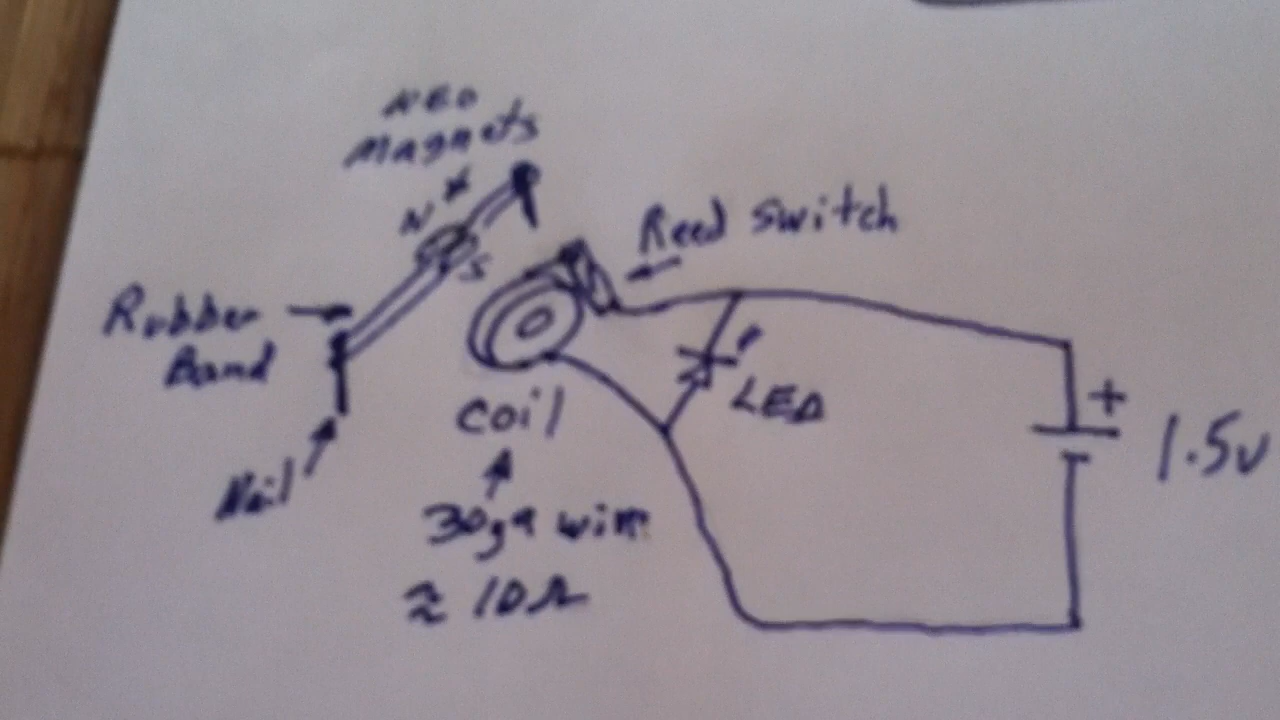 NEO
Magnets
N
S
Reed switch
Rubber
Band
LED
+
1.5v
coil
Nail
30ga wire
≈ 10Ω